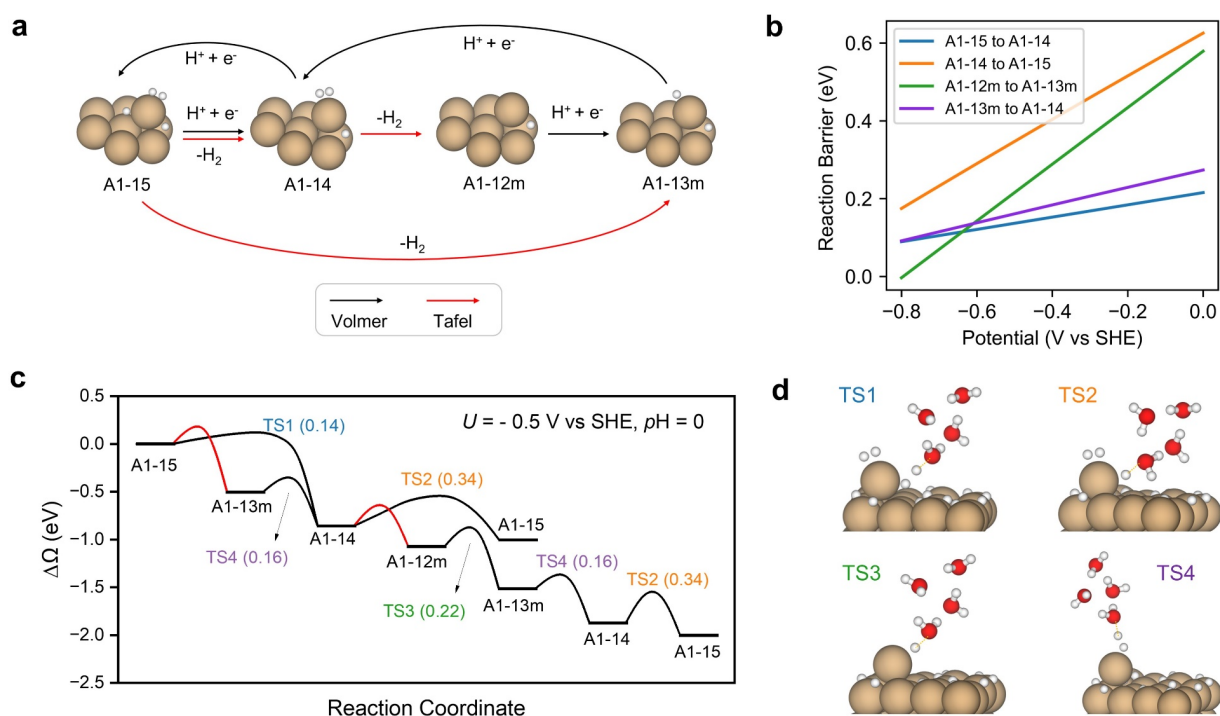 a
H⁺ + e⁻
H⁺ + e⁻
H⁺ + e⁻
-H₂
-H₂
H⁺ + e⁻
A1-15
A1-14
A1-12m
A1-13m
-H₂
Volmer
Tafel
b
A1-15 to A1-14
A1-14 to A1-15
A1-12m to A1-13m
A1-13m to A1-14
Reaction Barrier (eV)
0.6
0.4
0.2
0.0
−0.8
−0.6
−0.4
−0.2
0.0
Potential (V vs SHE)
c
ΔΩ (eV)
0.5
0.0
−0.5
−1.0
−1.5
−2.0
−2.5
U = - 0.5 V vs SHE, pH = 0
A1-15
TS1 (0.14)
A1-13m
TS4 (0.16)
A1-14
TS2 (0.34)
A1-15
A1-12m
TS3 (0.22)
A1-13m
TS4 (0.16)
TS2 (0.34)
A1-14
A1-15
Reaction Coordinate
d
TS1
TS2
TS3
TS4